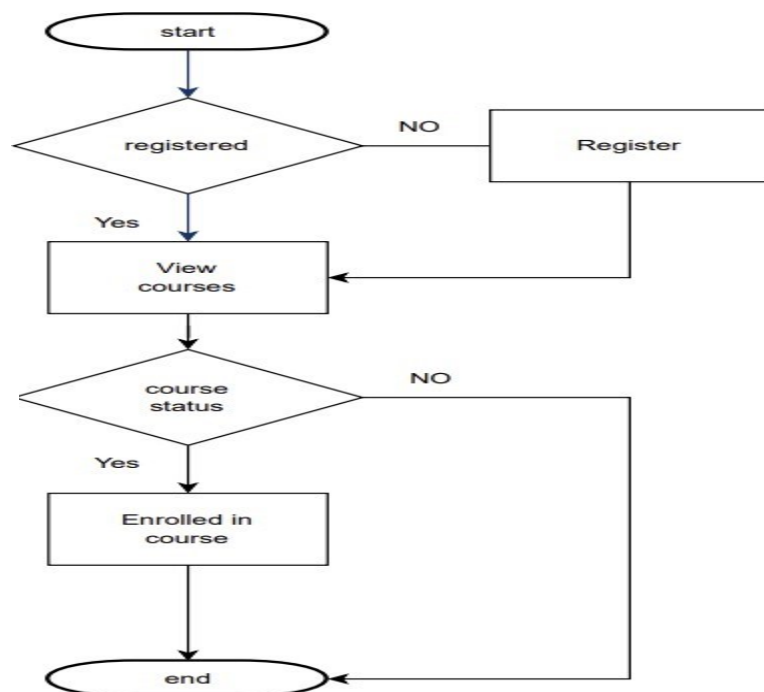 start
registered
NO
Register
Yes
View
courses
course
status
NO
Yes
Enrolled in
course
end